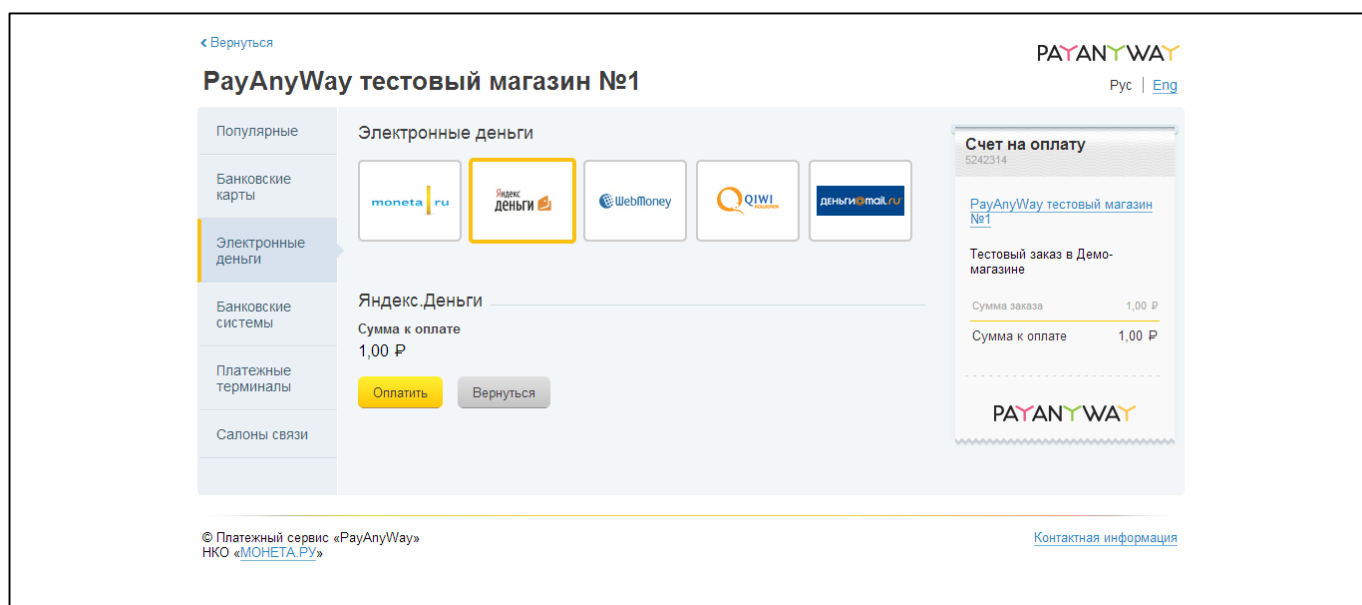 Вернуться
PAYANYWAY
PayAnyWay тестовый магазин №1
Рус | Eng
Популярные
Банковские
карты
Электронные
деньги
Банковские
системы
Платежные
терминалы
Салоны связи
Электронные деньги
moneta ru
Яндекс
деньги
WebMoney
QIWI
кошелек
деньги@mail.ru
Яндекс.Деньги
Сумма к оплате
1,00 ₽
Оплатить
Вернуться
Счет на оплату
5242314
PayAnyWay тестовый магазин
№1
Тестовый заказ в Демо-
магазине
Сумма заказа 1,00 ₽
Сумма к оплате 1,00 ₽
PAYANYWAY
© Платежный сервис «PayAnyWay»
НКО «МОНЕТА.РУ»
Контактная информация